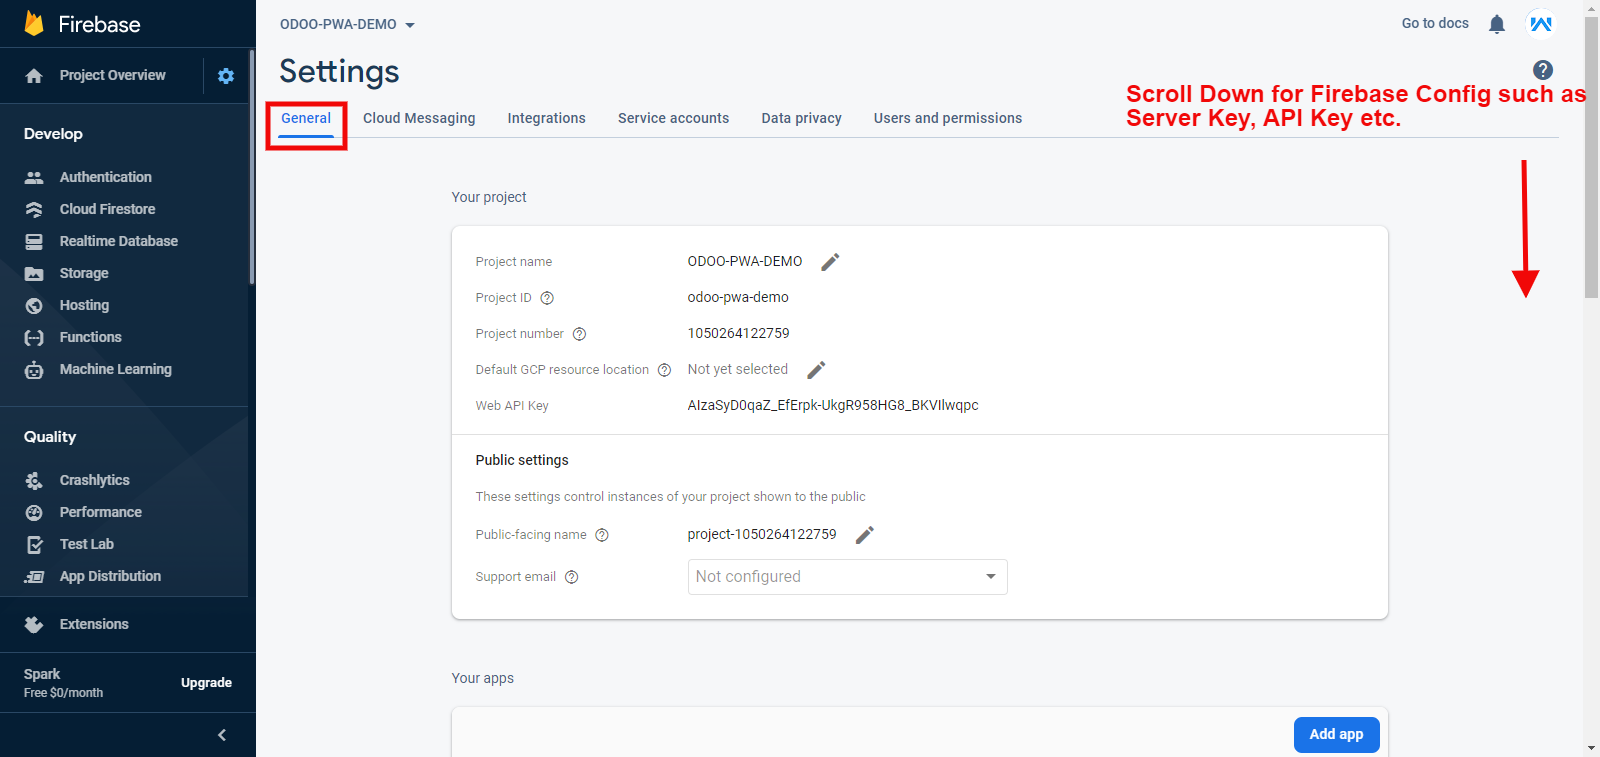 Firebase
ODOO-PWA-DEMO
Go to docs
Project Overview
Settings
Scroll Down for Firebase Config such as
Server Key, API Key etc.
General
Cloud Messaging
Integrations
Service accounts
Data privacy
Users and permissions
Develop
Authentication
Cloud Firestore
Realtime Database
Storage
Hosting
Functions
Machine Learning
Quality
Crashlytics
Performance
Test Lab
App Distribution
Extensions
Spark
Free $0/month
Upgrade
Your project
Project name
ODOO-PWA-DEMO
Project ID
odoo-pwa-demo
Project number
1050264122759
Default GCP resource location
Not yet selected
Web API Key
AIzaSyD0qaZ_EfErpk-UkgR958HG8_BKVIlwqpc
Public settings
These settings control instances of your project shown to the public
Public-facing name
project-1050264122759
Support email
Not configured
Your apps
Add app